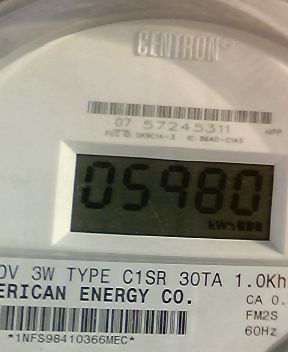 CENTRON®
07 57245311
05980
kWh
0V 3W TYPE C1SR 30TA 1.0Kh
ERICAN ENERGY CO.
CA 0.
FM2S
60Hz
*1NFS98410366MEC*